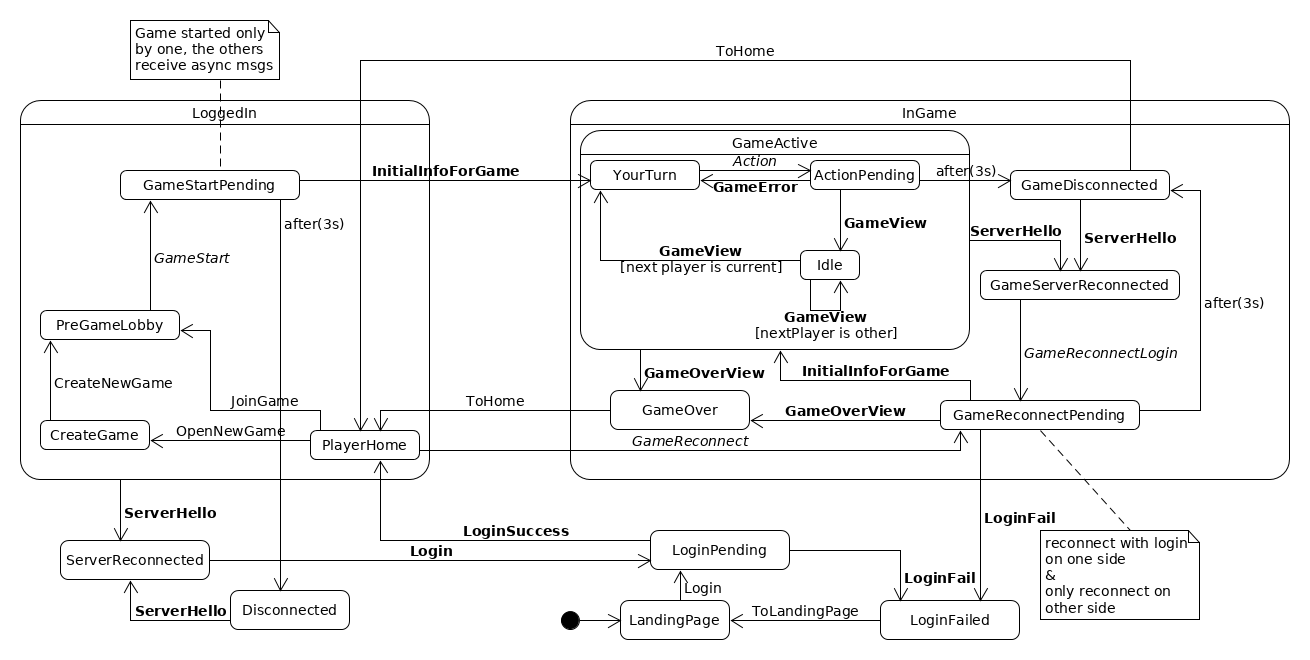 Game started only
by one, the others
receive async msgs
ToHome
LoggedIn
InGame
GameActive
GameStartPending
InitialInfoForGame
YourTurn
Action
GameError
ActionPending
after(3s)
GameDisconnected
after(3s)
GameView
ServerHello
ServerHello
GameStart
GameView
[next player is current]
Idle
GameServerReconnected
after(3s)
GameView
[nextPlayer is other]
PreGameLobby
GameReconnectLogin
CreateNewGame
GameOverView
InitialInfoForGame
JoinGame
ToHome
GameOver
GameOverView
GameReconnectPending
CreateGame
OpenNewGame
PlayerHome
GameReconnect
ServerHello
LoginSuccess
LoginFail
ServerReconnected
Login
LoginPending
reconnect with login
on one side
&
only reconnect on
other side
LoginFail
Login
ServerHello
Disconnected
LandingPage
ToLandingPage
LoginFailed